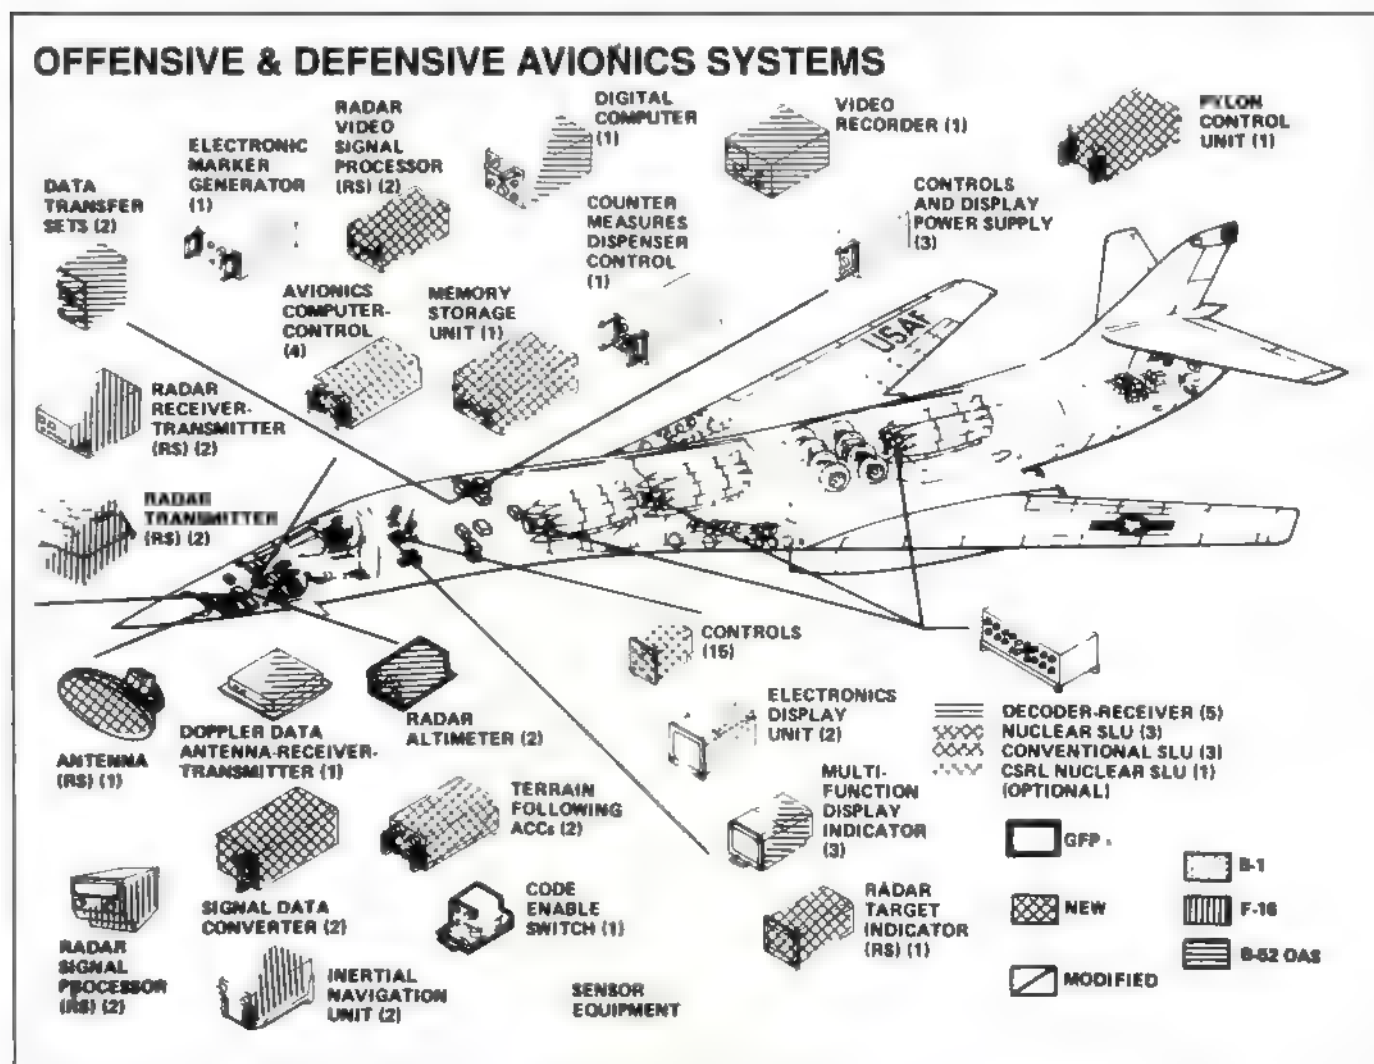 OFFENSIVE & DEFENSIVE AVIONICS SYSTEMS
DATA
TRANSFER
SETS (2)
ELECTRONIC
MARKER
GENERATOR
(1)
RADAR
VIDEO
SIGNAL
PROCESSOR
(RS) (2)
DIGITAL
COMPUTER
(1)
VIDEO
RECORDER (1)
PYLON
CONTROL
UNIT (1)
COUNTER
MEASURES
DISPENSER
CONTROL
(1)
CONTROLS
AND DISPLAY
POWER SUPPLY
(3)
AVIONICS
COMPUTER-
CONTROL
(4)
MEMORY
STORAGE
UNIT (1)
USAF
RADAR
RECEIVER-
TRANSMITTER
(RS) (2)
RADAR
TRANSMITTER
(RS) (2)
ANTENNA
(RS) (1)
DOPPLER DATA
ANTENNA-RECEIVER-
TRANSMITTER (1)
RADAR
ALTIMETER (2)
CONTROLS
(15)
ELECTRONICS
DISPLAY
UNIT (2)
DECODER-RECEIVER (5)
NUCLEAR SLU (3)
CONVENTIONAL SLU (3)
CSRL NUCLEAR SLU (1)
(OPTIONAL)
TERRAIN
FOLLOWING
ACCs (2)
MULTI-
FUNCTION
DISPLAY
INDICATOR
(3)
RADAR
SIGNAL
PROCESSOR
(RS) (2)
SIGNAL DATA
CONVERTER (2)
CODE
ENABLE
SWITCH (1)
RADAR
TARGET
INDICATOR
(RS) (1)
INERTIAL
NAVIGATION
UNIT (2)
SENSOR
EQUIPMENT
GFP
NEW
MODIFIED
B-1
F-16
B-52 OAS